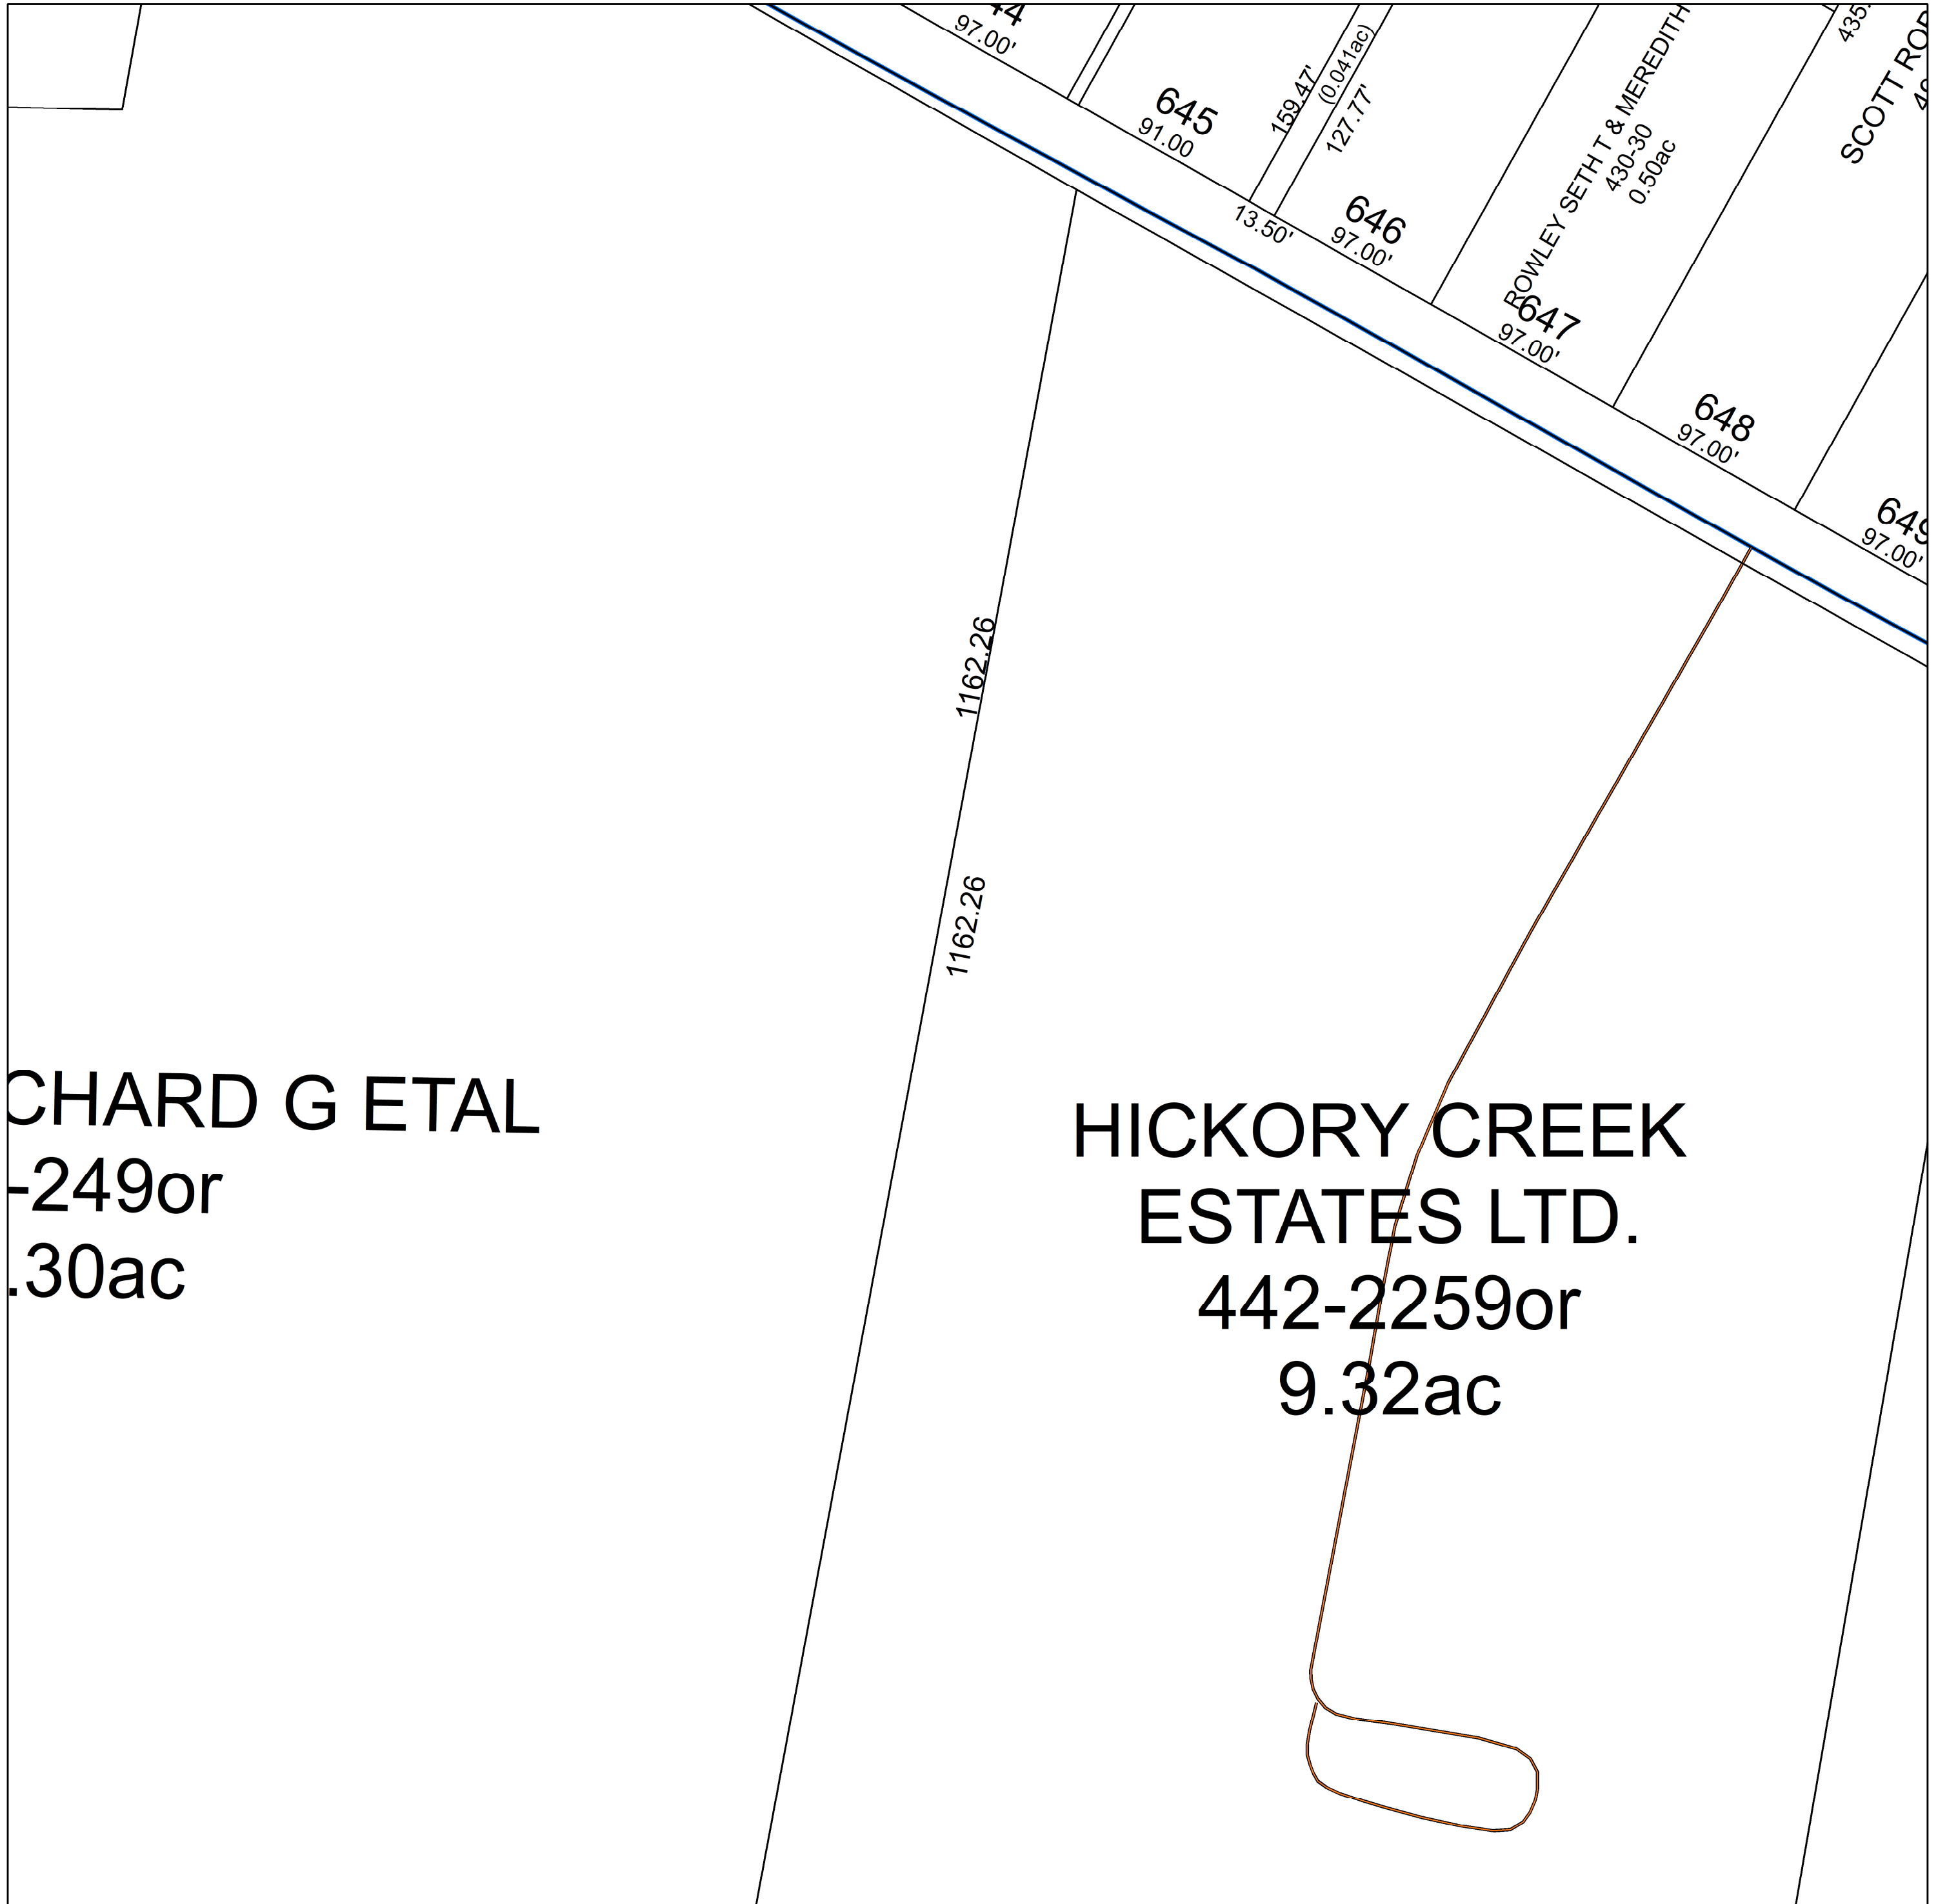 97.00'
645
91.00
159.47'
(0.041ac)
127.77'
13.50'
646
97.00'
ROWLEY SETH T & MEREDITH
430-30
0.50ac
647
97.00'
648
97.00'
97.00'
435.
SCOTT
1162.26
1162.26
CHARD G ETAL
-249or
.30ac
HICKORY CREEK
ESTATES LTD.
442-2259or
9.32ac